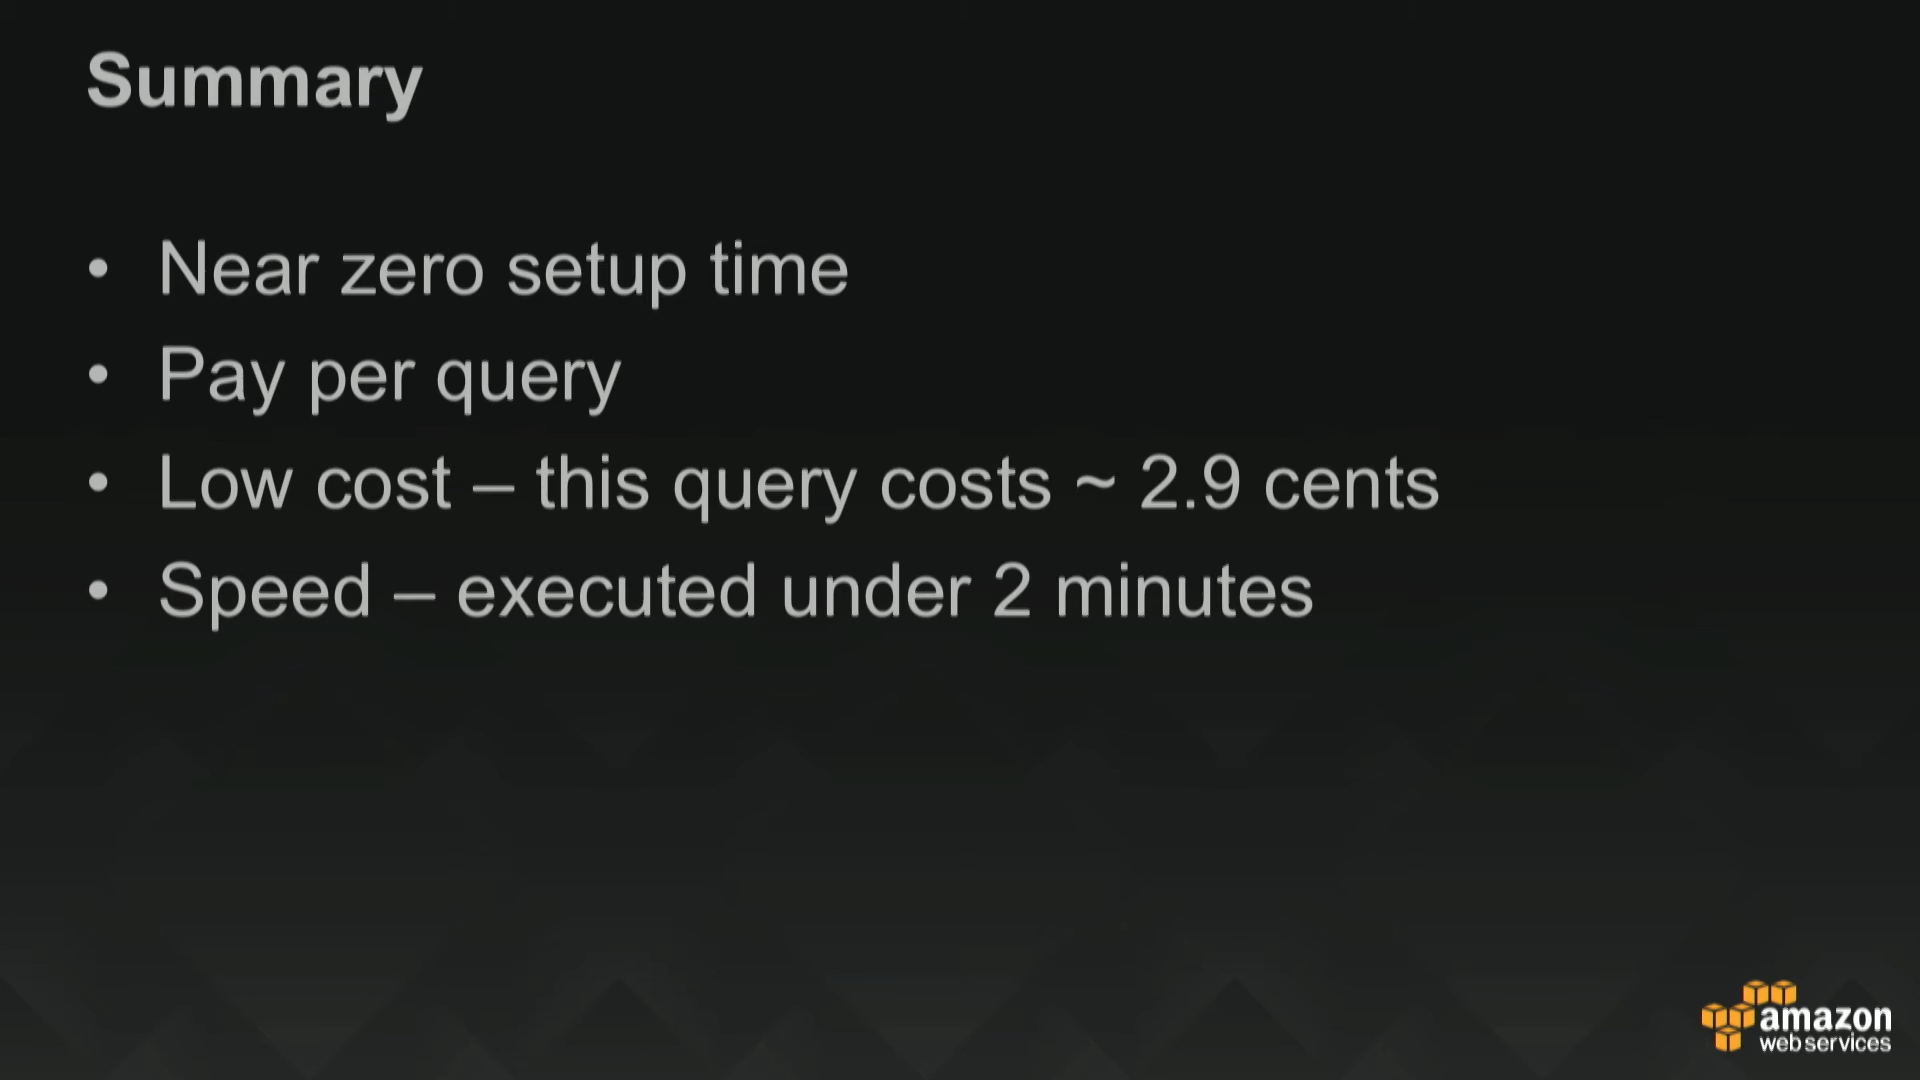 Summary
• Near zero setup time
• Pay per query
• Low cost – this query costs ~ 2.9 cents
• Speed – executed under 2 minutes
amazon
web services